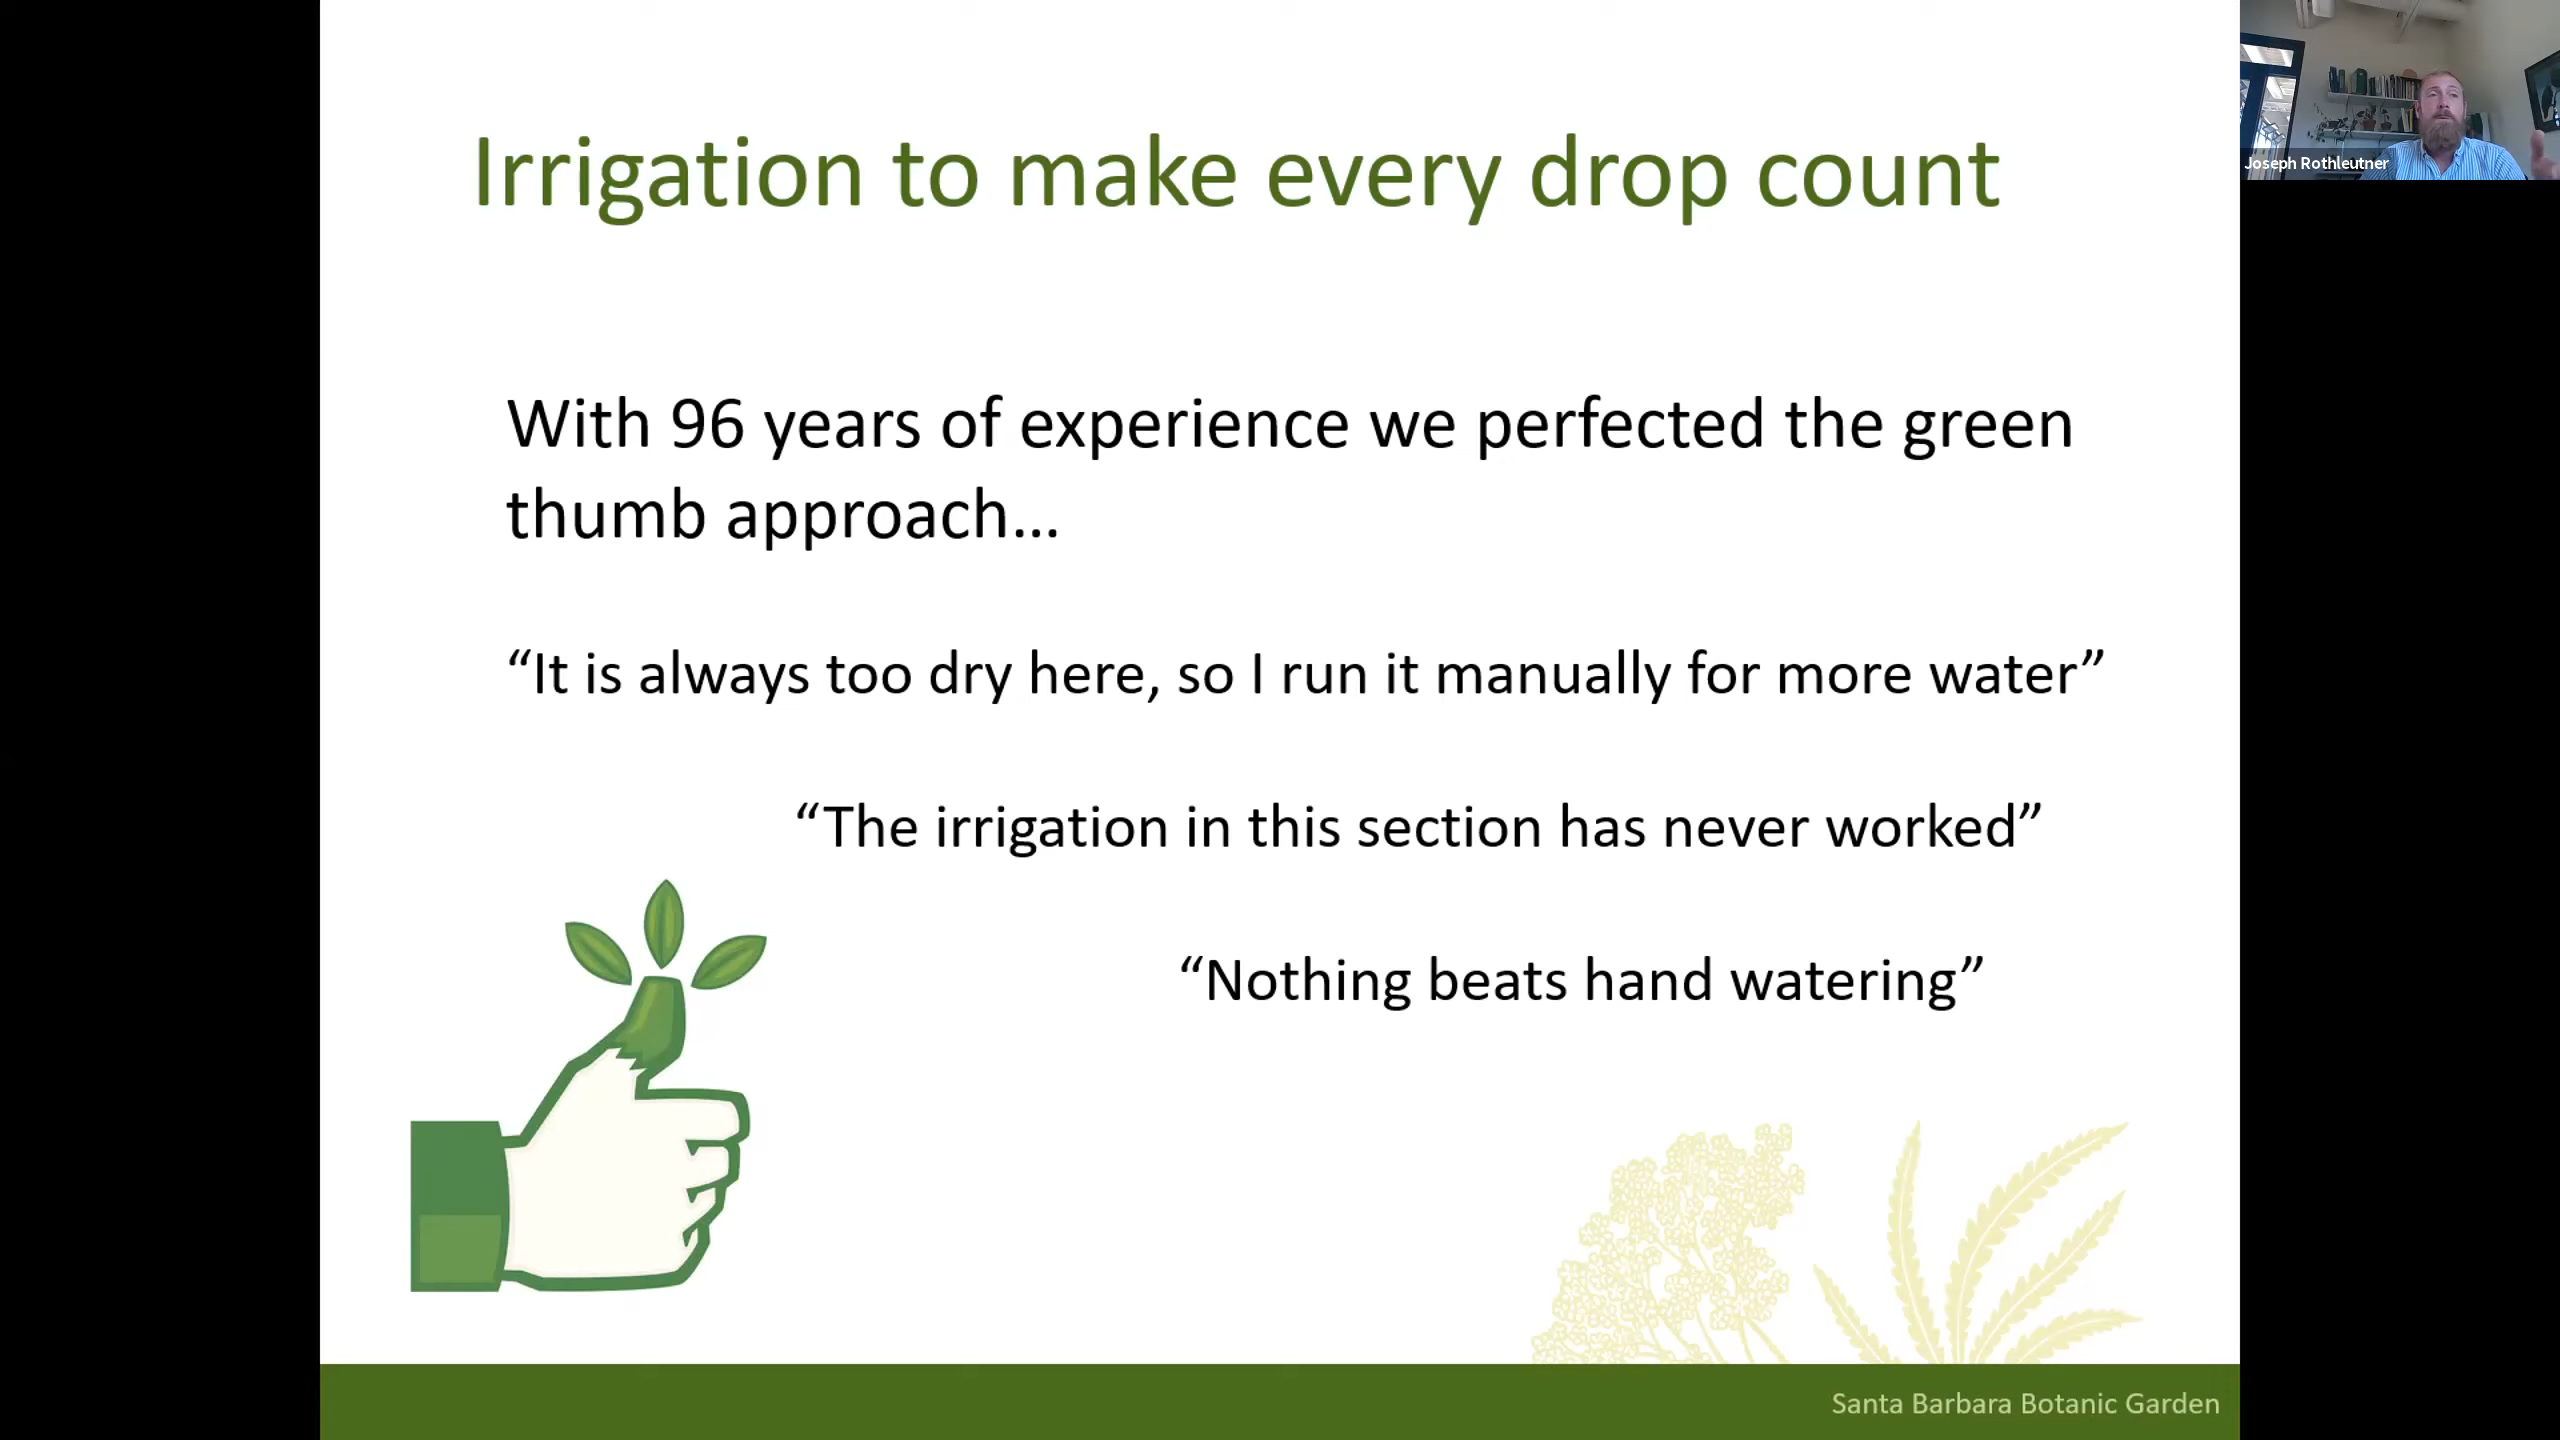 Irrigation to make every drop count
Joseph Rothleutner
With 96 years of experience we perfected the green
thumb approach...
“It is always too dry here, so I run it manually for more water”
“The irrigation in this section has never worked”
“Nothing beats hand watering”
Santa Barbara Botanic Garden